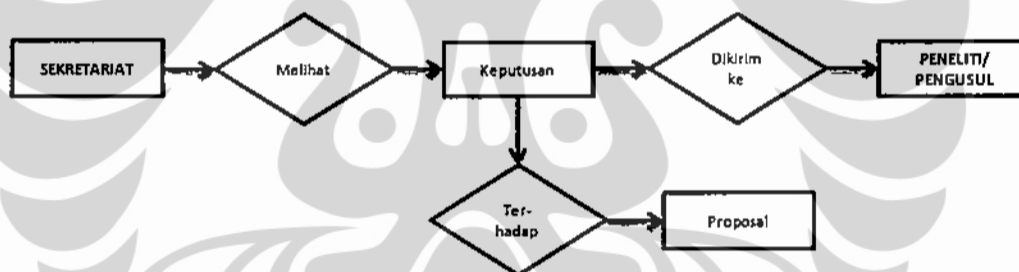 SEKRETARIAT
Melihat
Keputusan
Dikirim
ke
PENELITI/
PENGUSUL
Ter-
hadap
Proposal